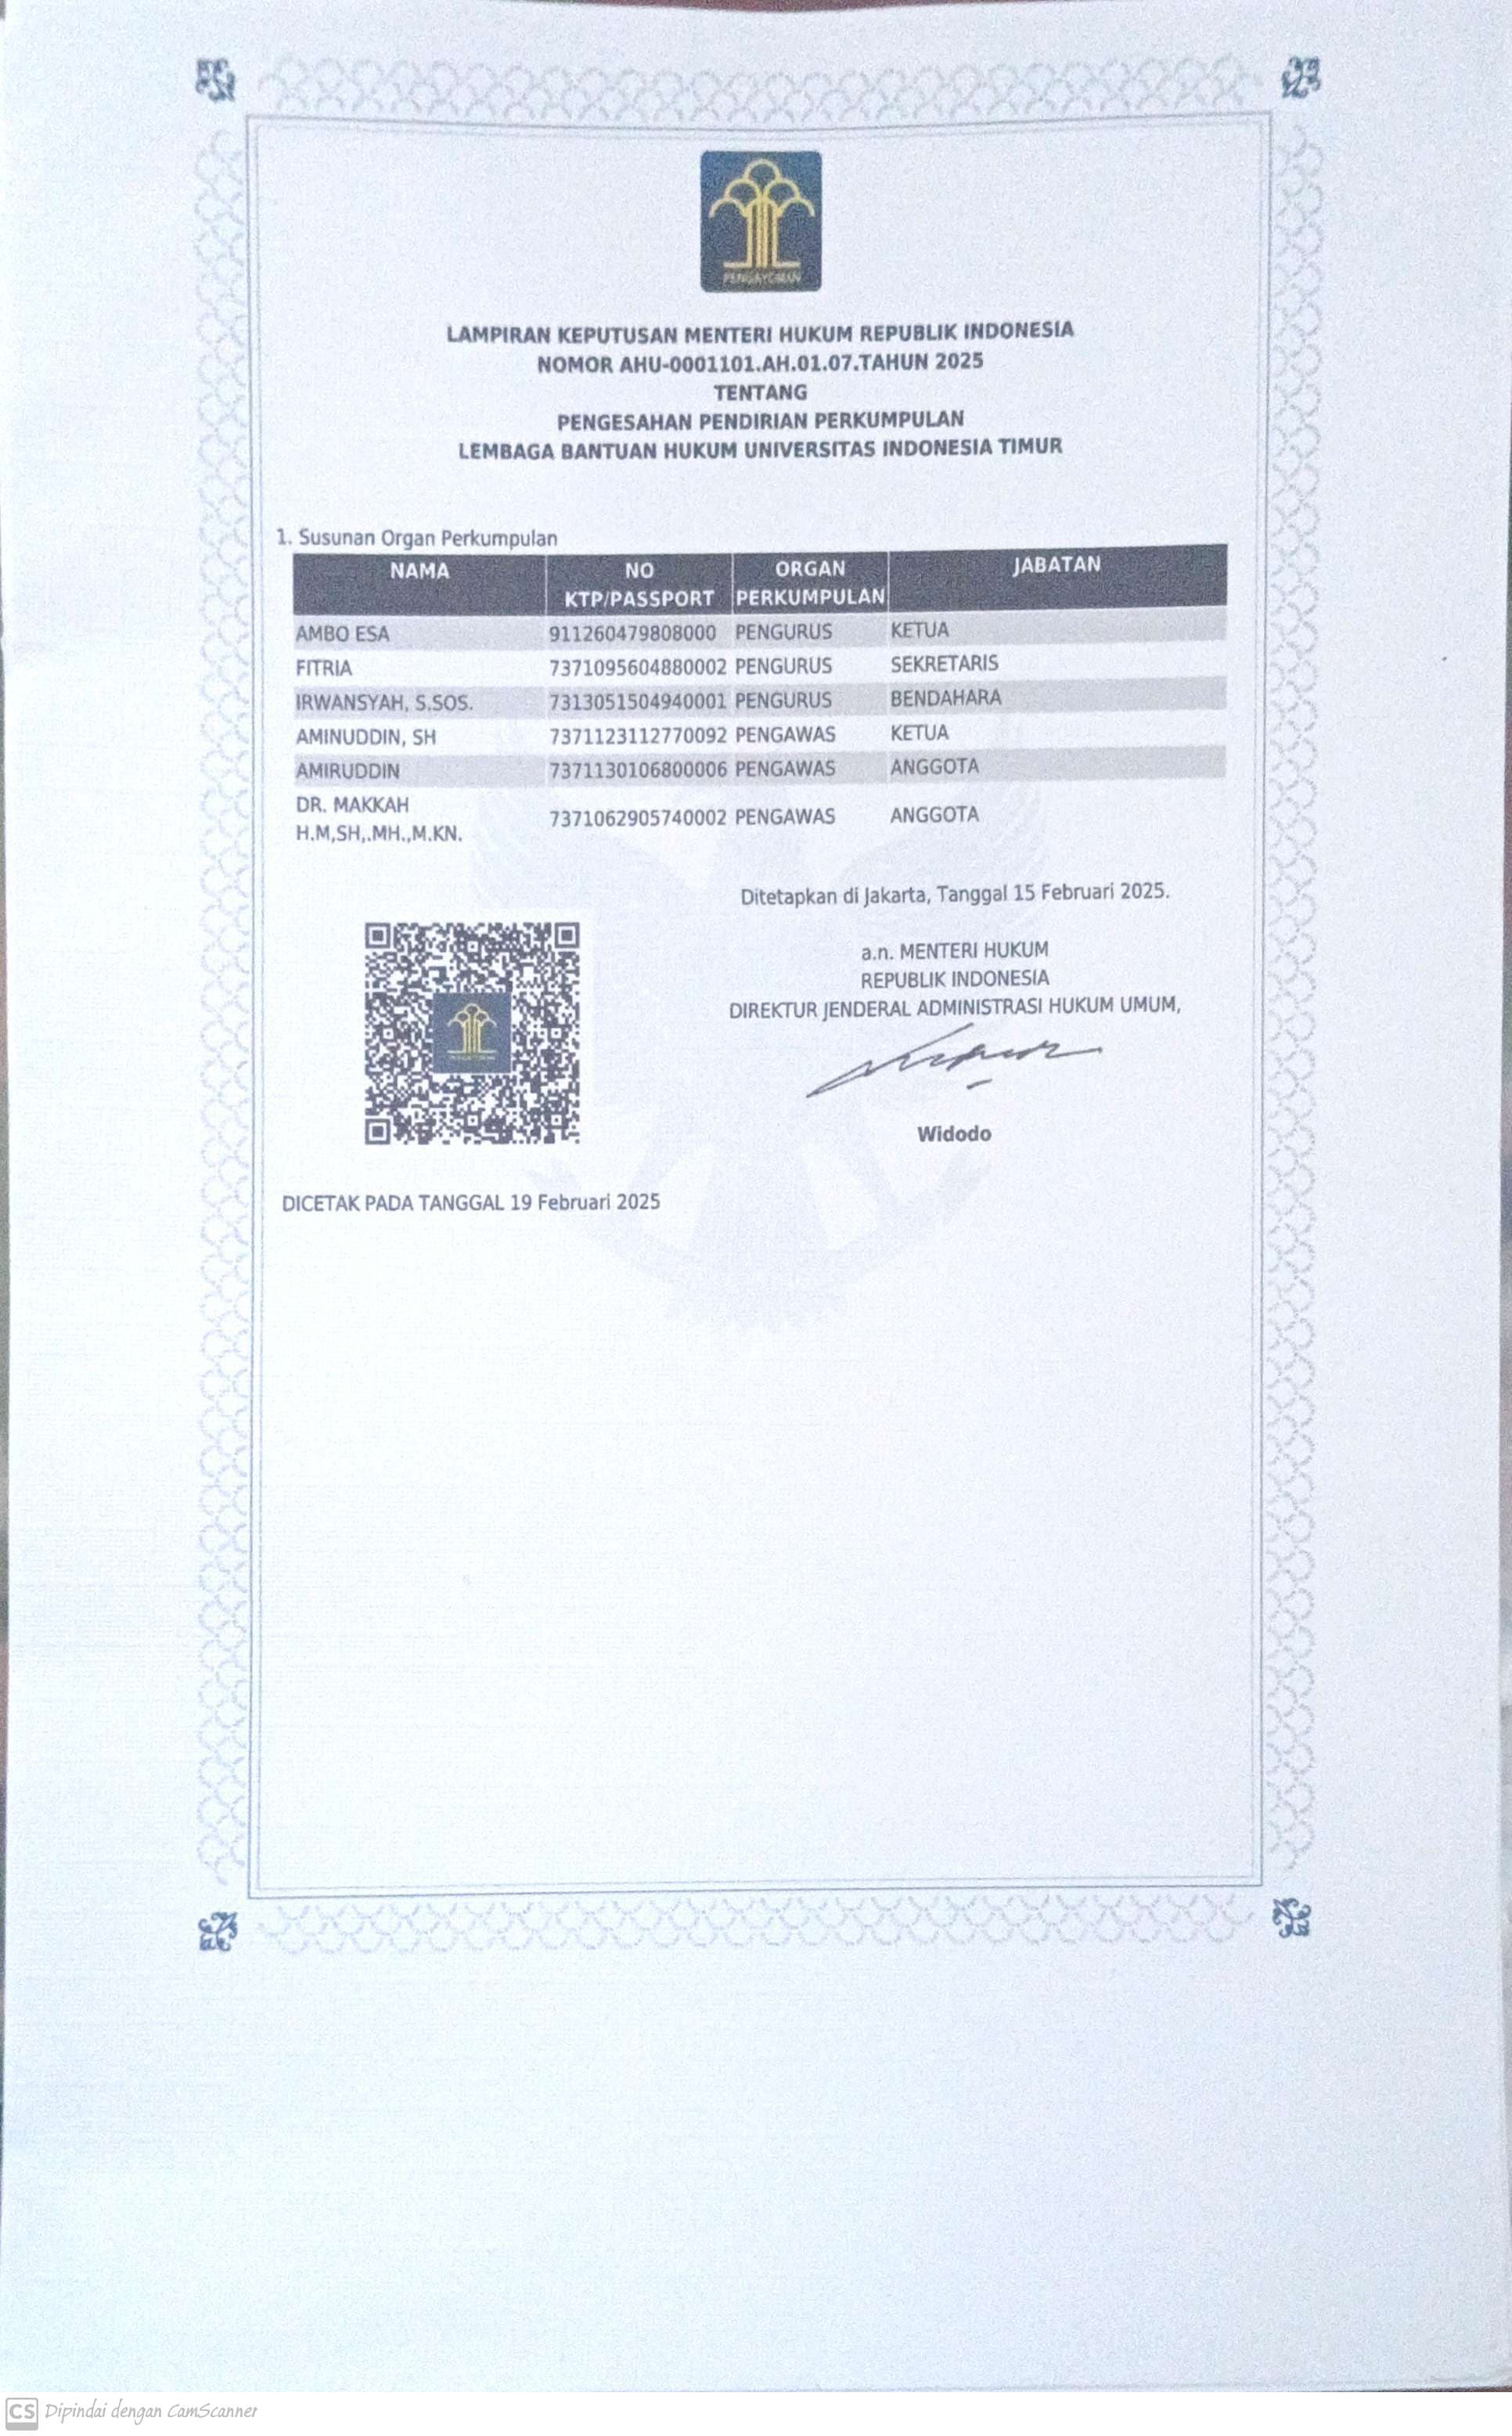 PENGAYOMAN
LAMPIRAN KEPUTUSAN MENTERI HUKUM REPUBLIK INDONESIA
NOMOR AHU-0001101.AH.01.07.TAHUN 2025
TENTANG
PENGESAHAN PENDIRIAN PERKUMPULAN
LEMBAGA BANTUAN HUKUM UNIVERSITAS INDONESIA TIMUR
1. Susunan Organ Perkumpulan
NAMA NO KTP/PASSPORT ORGAN PERKUMPULAN JABATAN
AMBO ESA 911260479808000 PENGURUS KETUA
FITRIA 7371095604880002 PENGURUS SEKRETARIS
IRWANSYAH, S.SOS. 7313051504940001 PENGURUS BENDAHARA
AMINUDDIN, SH 7371123112770092 PENGAWAS KETUA
AMIRUDDIN 7371130106800006 PENGAWAS ANGGOTA
DR. MAKKAH
H.M,SH,.MH.,M.KN. 7371062905740002 PENGAWAS ANGGOTA
Ditetapkan di Jakarta, Tanggal 15 Februari 2025.
a.n. MENTERI HUKUM
REPUBLIK INDONESIA
DIREKTUR JENDERAL ADMINISTRASI HUKUM UMUM,
Widodo
DICETAK PADA TANGGAL 19 Februari 2025
CS Dipindai dengan CamScanner